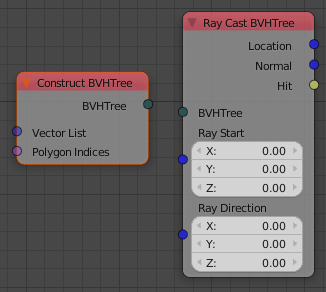 Construct BVHTree
BVHTree
Vector List
Polygon Indices
Ray Cast BVHTree
Location
Normal
Hit
BVHTree
Ray Start
X: 0.00
Y: 0.00
Z: 0.00
Ray Direction
X: 0.00
Y: 0.00
Z: 0.00